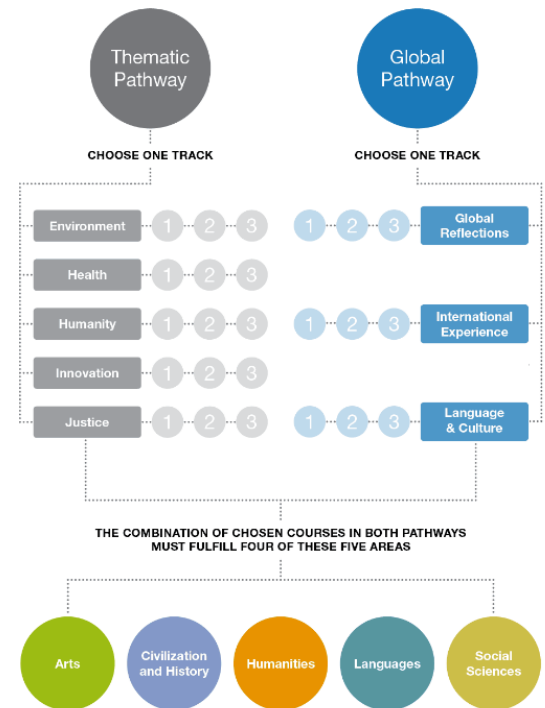 Thematic
Pathway
Global
Pathway
CHOOSE ONE TRACK
CHOOSE ONE TRACK
Environment 1 2 3
1 2 3 Global
Reflections
Health 1 2 3
Humanity 1 2 3
1 2 3 International
Experience
Innovation 1 2 3
Justice 1 2 3
1 2 3 Language
& Culture
THE COMBINATION OF CHOSEN COURSES IN BOTH PATHWAYS
MUST FULFILL FOUR OF THESE FIVE AREAS
Arts
Civilization
and History
Humanities
Languages
Social
Sciences